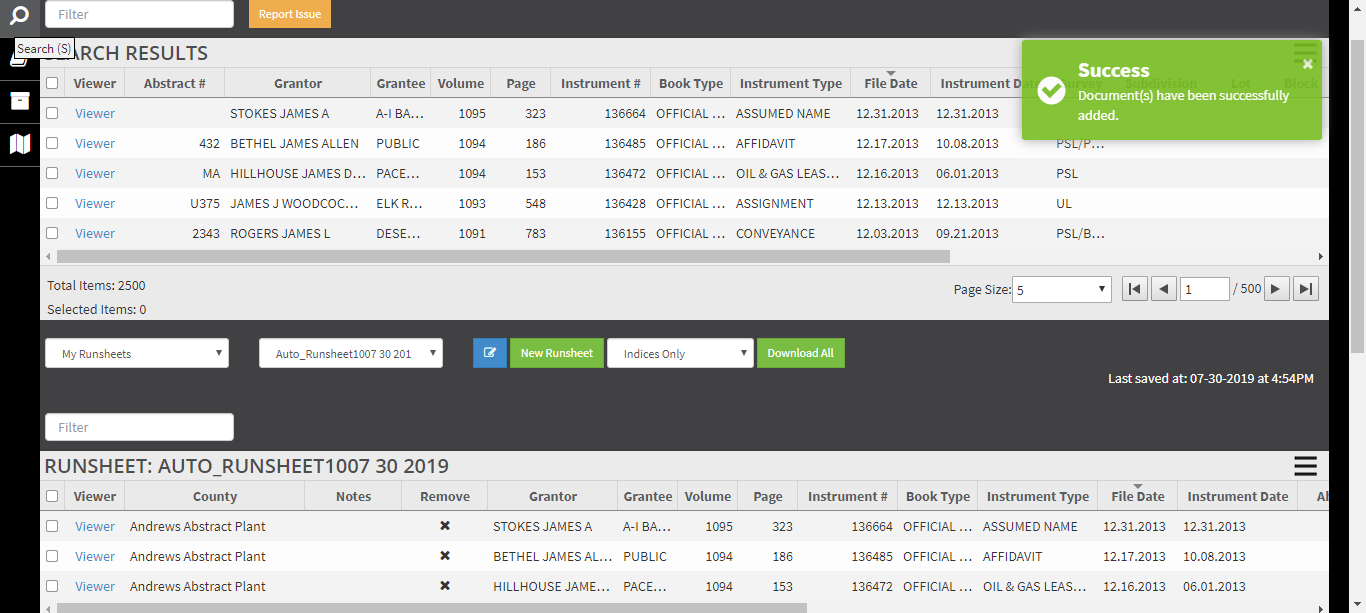 Filter Report Issue
Search (S)
ARCH RESULTS
Success
Document(s) have been successfully
added.
Viewer Abstract # Grantor Grantee Volume Page Instrument # Book Type Instrument Type File Date Instrument Da Survey Subdivision Lot Block
Viewer STOKES JAMES A A-I BA... 1095 323 136664 OFFICIAL ... ASSUMED NAME 12.31.2013 12.31.2013
Viewer 432 BETHEL JAMES ALLEN PUBLIC 1094 186 136485 OFFICIAL ... AFFIDAVIT 12.17.2013 10.08.2013 PSL/P...
Viewer MA HILLHOUSE JAMES D... PACE... 1094 153 136472 OFFICIAL ... OIL & GAS LEAS... 12.16.2013 06.01.2013 PSL
Viewer U375 JAMES J WOODCOC... ELK R... 1093 548 136428 OFFICIAL ... ASSIGNMENT 12.13.2013 12.13.2013 UL
Viewer 2343 ROGERS JAMES L DESE... 1091 783 136155 OFFICIAL ... CONVEYANCE 12.03.2013 09.21.2013 PSL/B...
Total Items: 2500 Page Size: 5 1 / 500
Selected Items: 0
My Runsheets Auto_Runsheet1007 30 201 New Runsheet Indices Only Download All
Last saved at: 07-30-2019 at 4:54PM
Filter
RUNSHEET: AUTO_RUNSHEET1007 30 2019
Viewer County Notes Remove Grantor Grantee Volume Page Instrument # Book Type Instrument Type File Date Instrument Date Al
Viewer Andrews Abstract Plant STOKES JAMES A A-I BA... 1095 323 136664 OFFICIAL ... ASSUMED NAME 12.31.2013 12.31.2013
Viewer Andrews Abstract Plant BETHEL JAMES AL... PUBLIC 1094 186 136485 OFFICIAL ... AFFIDAVIT 12.17.2013 10.08.2013
Viewer Andrews Abstract Plant HILLHOUSE JAME... PACE... 1094 153 136472 OFFICIAL ... OIL & GAS LEAS... 12.16.2013 06.01.2013